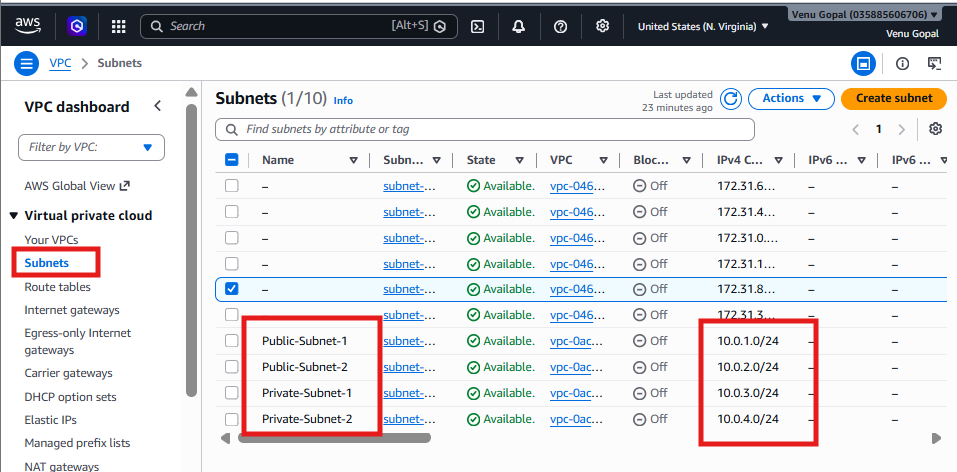 aws
Search [Alt+S]
United States (N. Virginia)
Venu Gopal (035885606706)
Venu Gopal
VPC > Subnets
VPC dashboard
Filter by VPC:
AWS Global View
Virtual private cloud
Your VPCs
Subnets
Route tables
Internet gateways
Egress-only Internet
gateways
Carrier gateways
DHCP option sets
Elastic IPs
Managed prefix lists
NAT gateways
Subnets (1/10) Info
Last updated
23 minutes ago
Actions
Create subnet
Find subnets by attribute or tag
1
Name Subn... State VPC Bloc... IPv4 C... IPv6 ... IPv6 ...
– subnet-... Available. vpc-046... Off 172.31.6... – –
– subnet-... Available. vpc-046... Off 172.31.4... – –
– subnet-... Available. vpc-046... Off 172.31.0.... – –
– subnet-... Available. vpc-046... Off 172.31.1... – –
– subnet-... Available. vpc-046... Off 172.31.8... – –
– subnet-... Available. vpc-046... Off 172.31.3... – –
Public-Subnet-1 subnet-... Available. vpc-0ac... Off 10.0.1.0/24 – –
Public-Subnet-2 subnet-... Available. vpc-0ac... Off 10.0.2.0/24 – –
Private-Subnet-1 subnet-... Available. vpc-0ac... Off 10.0.3.0/24 – –
Private-Subnet-2 subnet-... Available. vpc-0ac... Off 10.0.4.0/24 – –